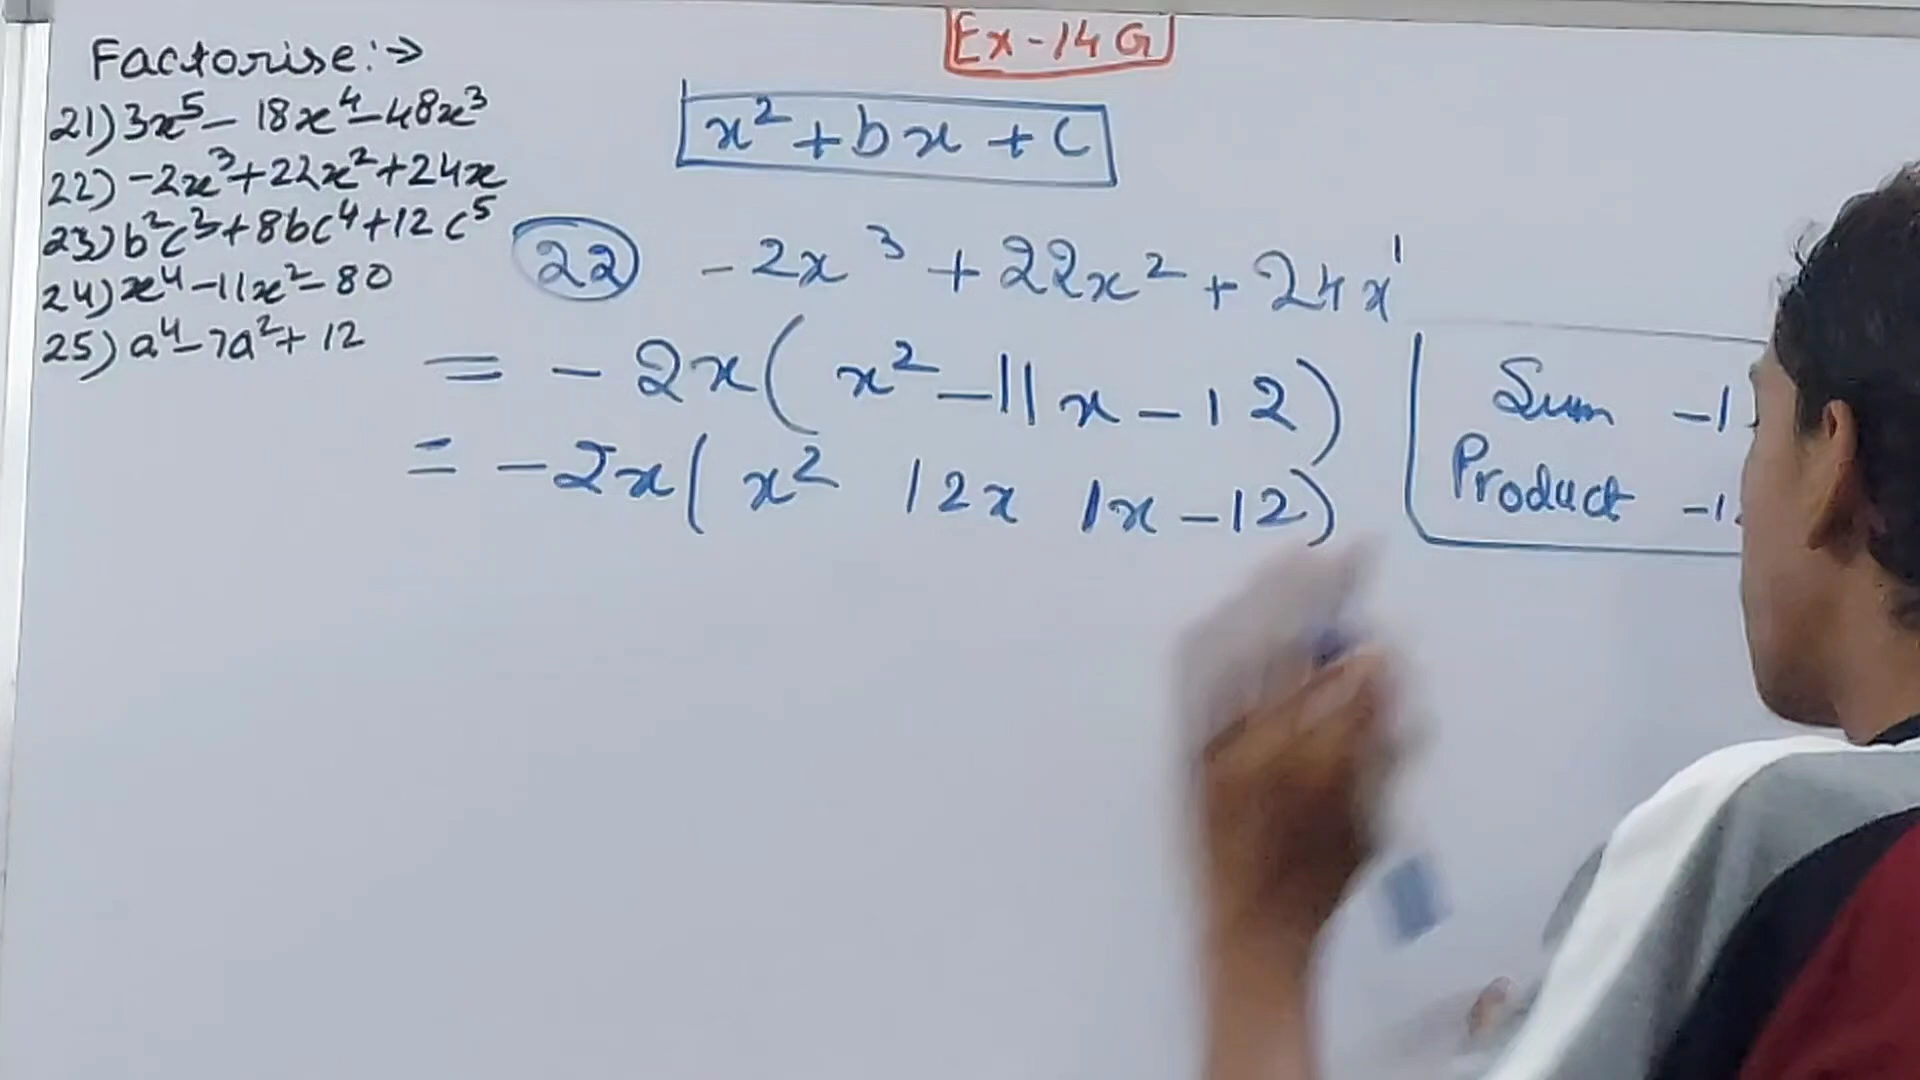 Factorise:→
21) 3x⁵ - 18x⁴ - 48x³
22) -2x³ + 22x² + 24x
23) b²c³ + 8bc⁴ + 12c⁵
24) x⁴ - 11x² - 80
25) a⁴ - 7a² + 12
Ex-14G
x² + bx + c
22 -2x³ + 22x² + 24x¹
= -2x( x² - 11x - 12)
= -2x( x² 12x 1x - 12)
Sum
Product